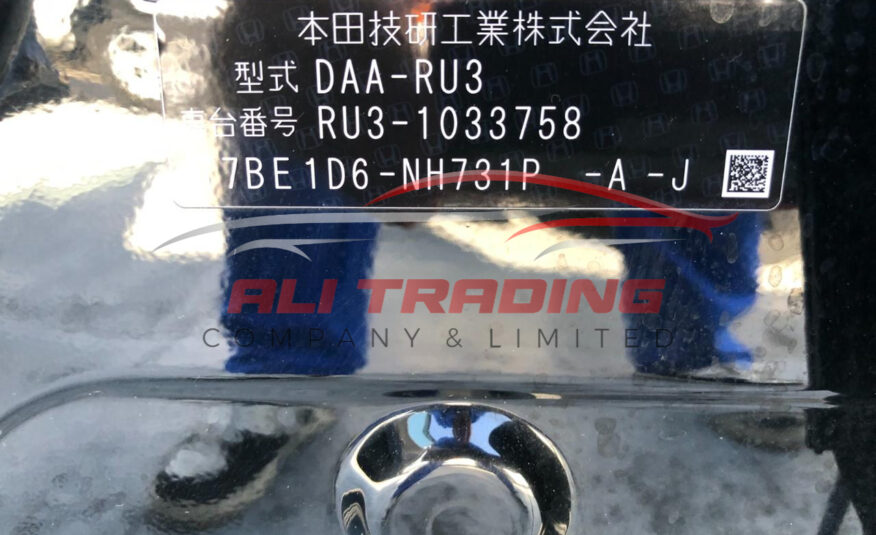 本田技研工業株式会社
型式 DAA-RU3
車台番号 RU3-1033758
7BE1D6-NH731P -A -J
ALI TRADING
COMPANY & LIMITED